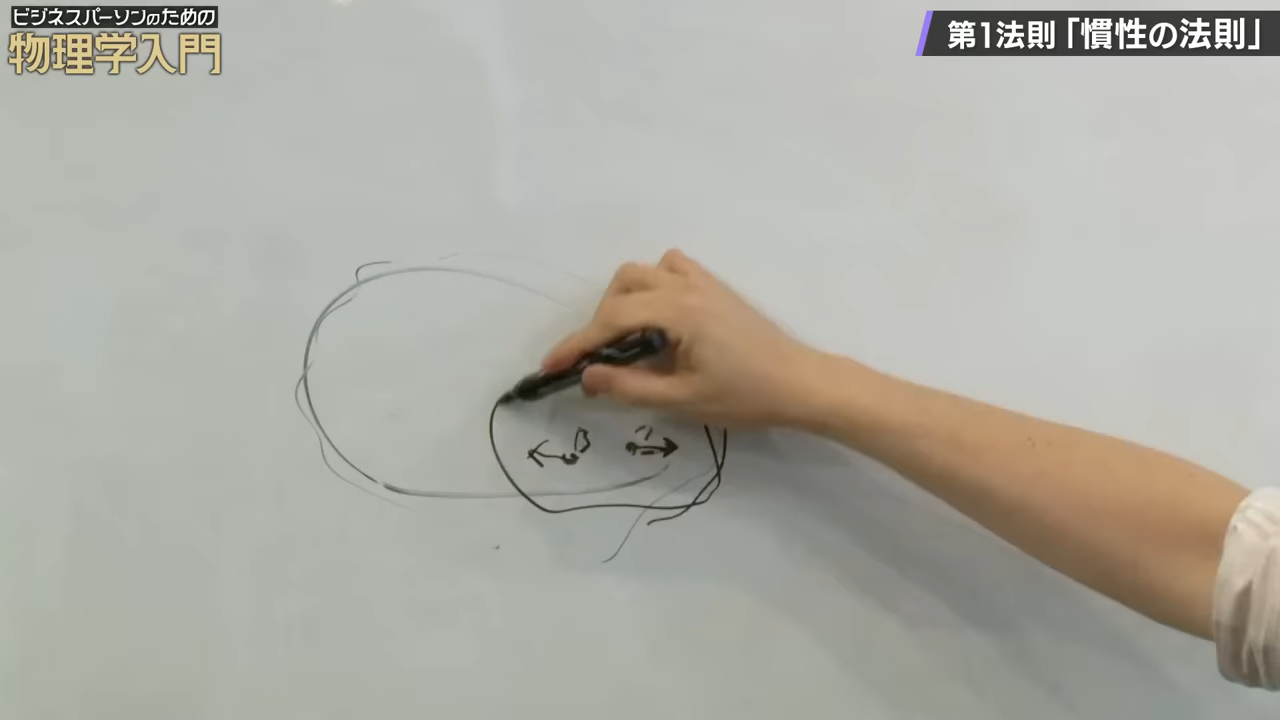 ビジネスパーソンのための
物理学入門
第1法則「慣性の法則」
B